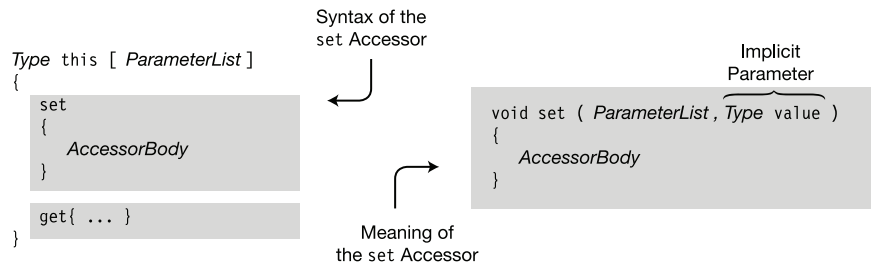 Syntax of the
set Accessor
Type this [ ParameterList ]
{
set
{
AccessorBody
}
get{ ... }
}
Implicit
Parameter
void set ( ParameterList , Type value )
{
AccessorBody
}
Meaning of
the set Accessor